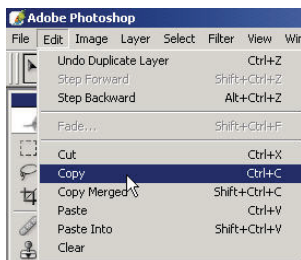 Adobe Photoshop
File Edit Image Layer Select Filter View Win
Undo Duplicate Layer Ctrl+Z
Step Forward Shift+Ctrl+Z
Step Backward Alt+Ctrl+Z
Fade... Shift+Ctrl+F
Cut Ctrl+X
Copy Ctrl+C
Copy Merged Shift+Ctrl+C
Paste Ctrl+V
Paste Into Shift+Ctrl+V
Clear